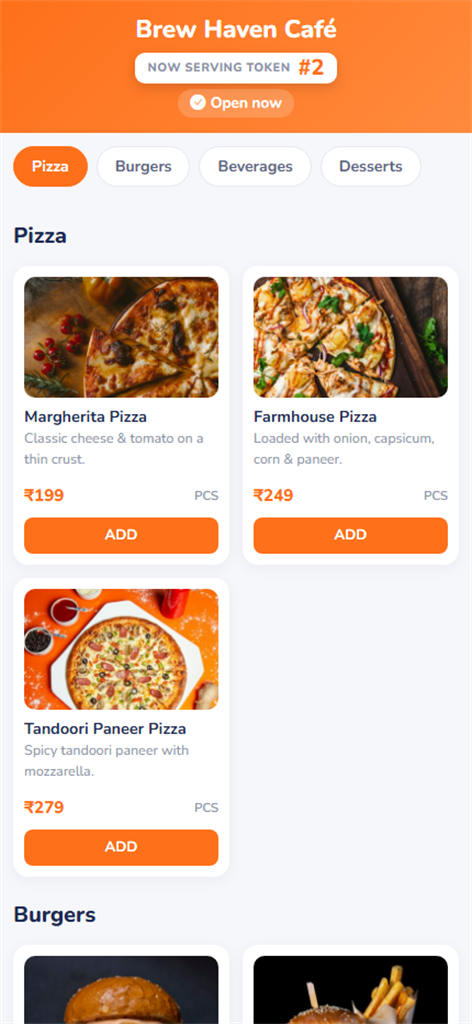 Brew Haven Café
NOW SERVING TOKEN #2
Open now
Pizza Burgers Beverages Desserts
Pizza
Margherita Pizza
Classic cheese & tomato on a
thin crust.
₹199 PCS
ADD
Farmhouse Pizza
Loaded with onion, capsicum,
corn & paneer.
₹249 PCS
ADD
Tandoori Paneer Pizza
Spicy tandoori paneer with
mozzarella.
₹279 PCS
ADD
Burgers